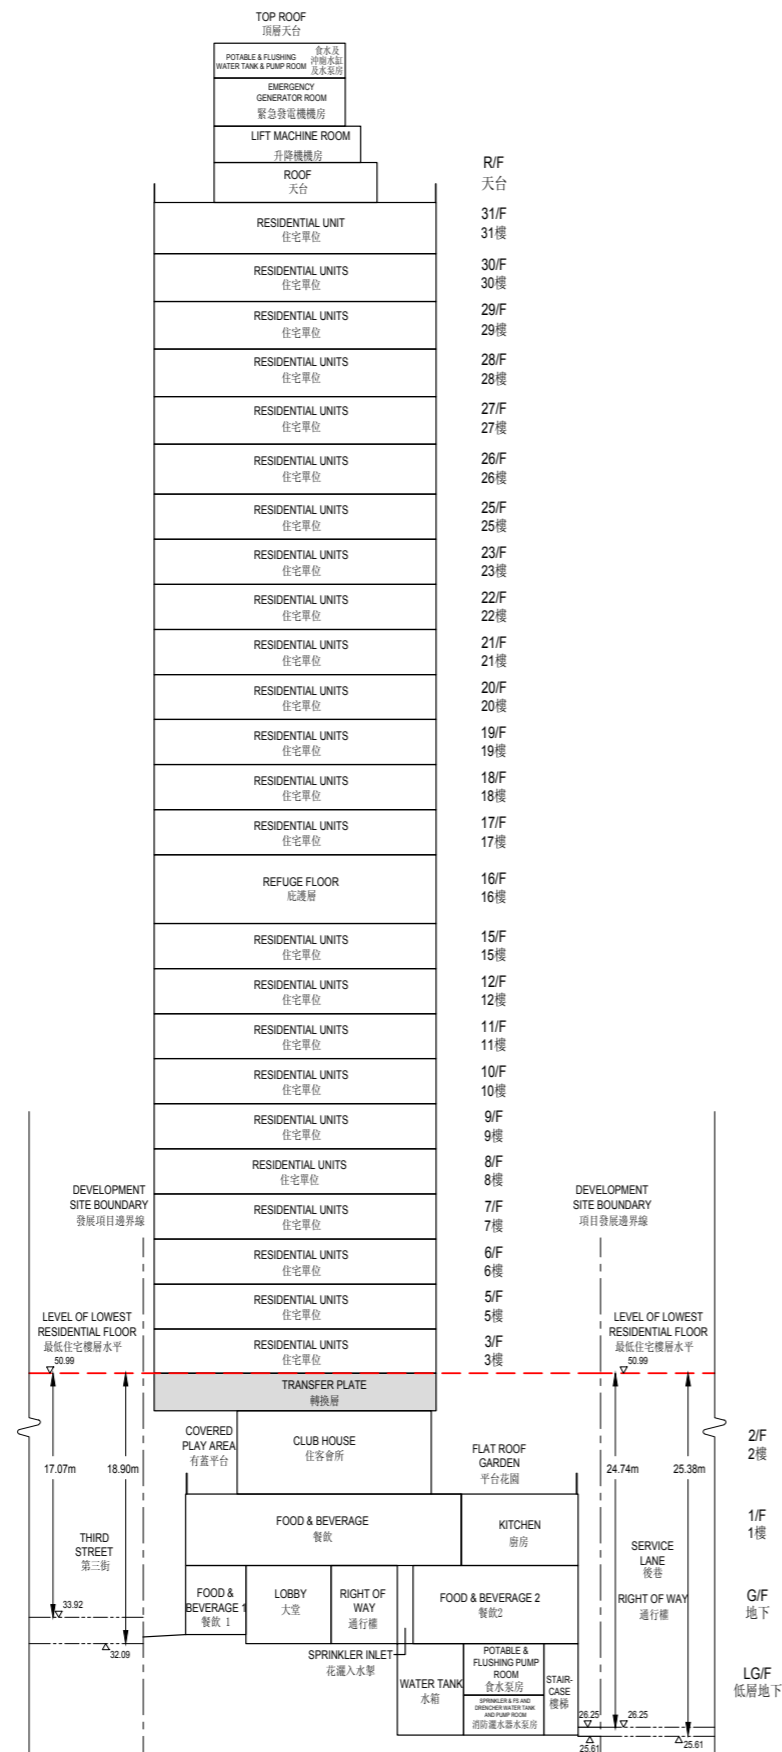 TOP ROOF
頂層天台
POTABLE & FLUSHING
WATER TANK & PUMP ROOM
食水及
沖廁水缸
及水泵房
EMERGENCY
GENERATOR ROOM
緊急發電機機房
LIFT MACHINE ROOM
升降機機房
ROOF
天台
R/F
天台
RESIDENTIAL UNIT
住宅單位
31/F
31樓
RESIDENTIAL UNITS
住宅單位
30/F
30樓
RESIDENTIAL UNITS
住宅單位
29/F
29樓
RESIDENTIAL UNITS
住宅單位
28/F
28樓
RESIDENTIAL UNITS
住宅單位
27/F
27樓
RESIDENTIAL UNITS
住宅單位
26/F
26樓
RESIDENTIAL UNITS
住宅單位
25/F
25樓
RESIDENTIAL UNITS
住宅單位
23/F
23樓
RESIDENTIAL UNITS
住宅單位
22/F
22樓
RESIDENTIAL UNITS
住宅單位
21/F
21樓
RESIDENTIAL UNITS
住宅單位
20/F
20樓
RESIDENTIAL UNITS
住宅單位
19/F
19樓
RESIDENTIAL UNITS
住宅單位
18/F
18樓
RESIDENTIAL UNITS
住宅單位
17/F
17樓
REFUGE FLOOR
庇護層
16/F
16樓
RESIDENTIAL UNITS
住宅單位
15/F
15樓
RESIDENTIAL UNITS
住宅單位
12/F
12樓
RESIDENTIAL UNITS
住宅單位
11/F
11樓
RESIDENTIAL UNITS
住宅單位
10/F
10樓
RESIDENTIAL UNITS
住宅單位
9/F
9樓
RESIDENTIAL UNITS
住宅單位
8/F
8樓
DEVELOPMENT
SITE BOUNDARY
發展項目邊界線
RESIDENTIAL UNITS
住宅單位
7/F
7樓
DEVELOPMENT
SITE BOUNDARY
項目發展邊界線
RESIDENTIAL UNITS
住宅單位
6/F
6樓
RESIDENTIAL UNITS
住宅單位
5/F
5樓
LEVEL OF LOWEST
RESIDENTIAL FLOOR
最低住宅樓層水平
50.99
RESIDENTIAL UNITS
住宅單位
3/F
3樓
LEVEL OF LOWEST
RESIDENTIAL FLOOR
最低住宅樓層水平
50.99
TRANSFER PLATE
轉換層
COVERED
PLAY AREA
有蓋平台
CLUB HOUSE
住客會所
FLAT ROOF
GARDEN
平台花園
2/F
2樓
17.07m
18.90m
24.74m
25.38m
FOOD & BEVERAGE
餐飲
KITCHEN
廚房
1/F
1樓
THIRD
STREET
第三街
SERVICE
LANE
後巷
FOOD &
BEVERAGE 1
餐飲 1
LOBBY
大堂
RIGHT OF
WAY
通行權
FOOD & BEVERAGE 2
餐飲2
RIGHT OF WAY
通行權
G/F
地下
33.92
32.09
SPRINKLER INLET
花灑入水掣
WATER TANK
水箱
POTABLE &
FLUSHING PUMP
ROOM
食水泵房
SPRINKLER & FS AND
DRENCHER WATER TANK
AND PUMP ROOM
消防灑水器水泵房
STAIR-
CASE
樓梯
LG/F
低層地下
26.25
26.25
25.61
25.61